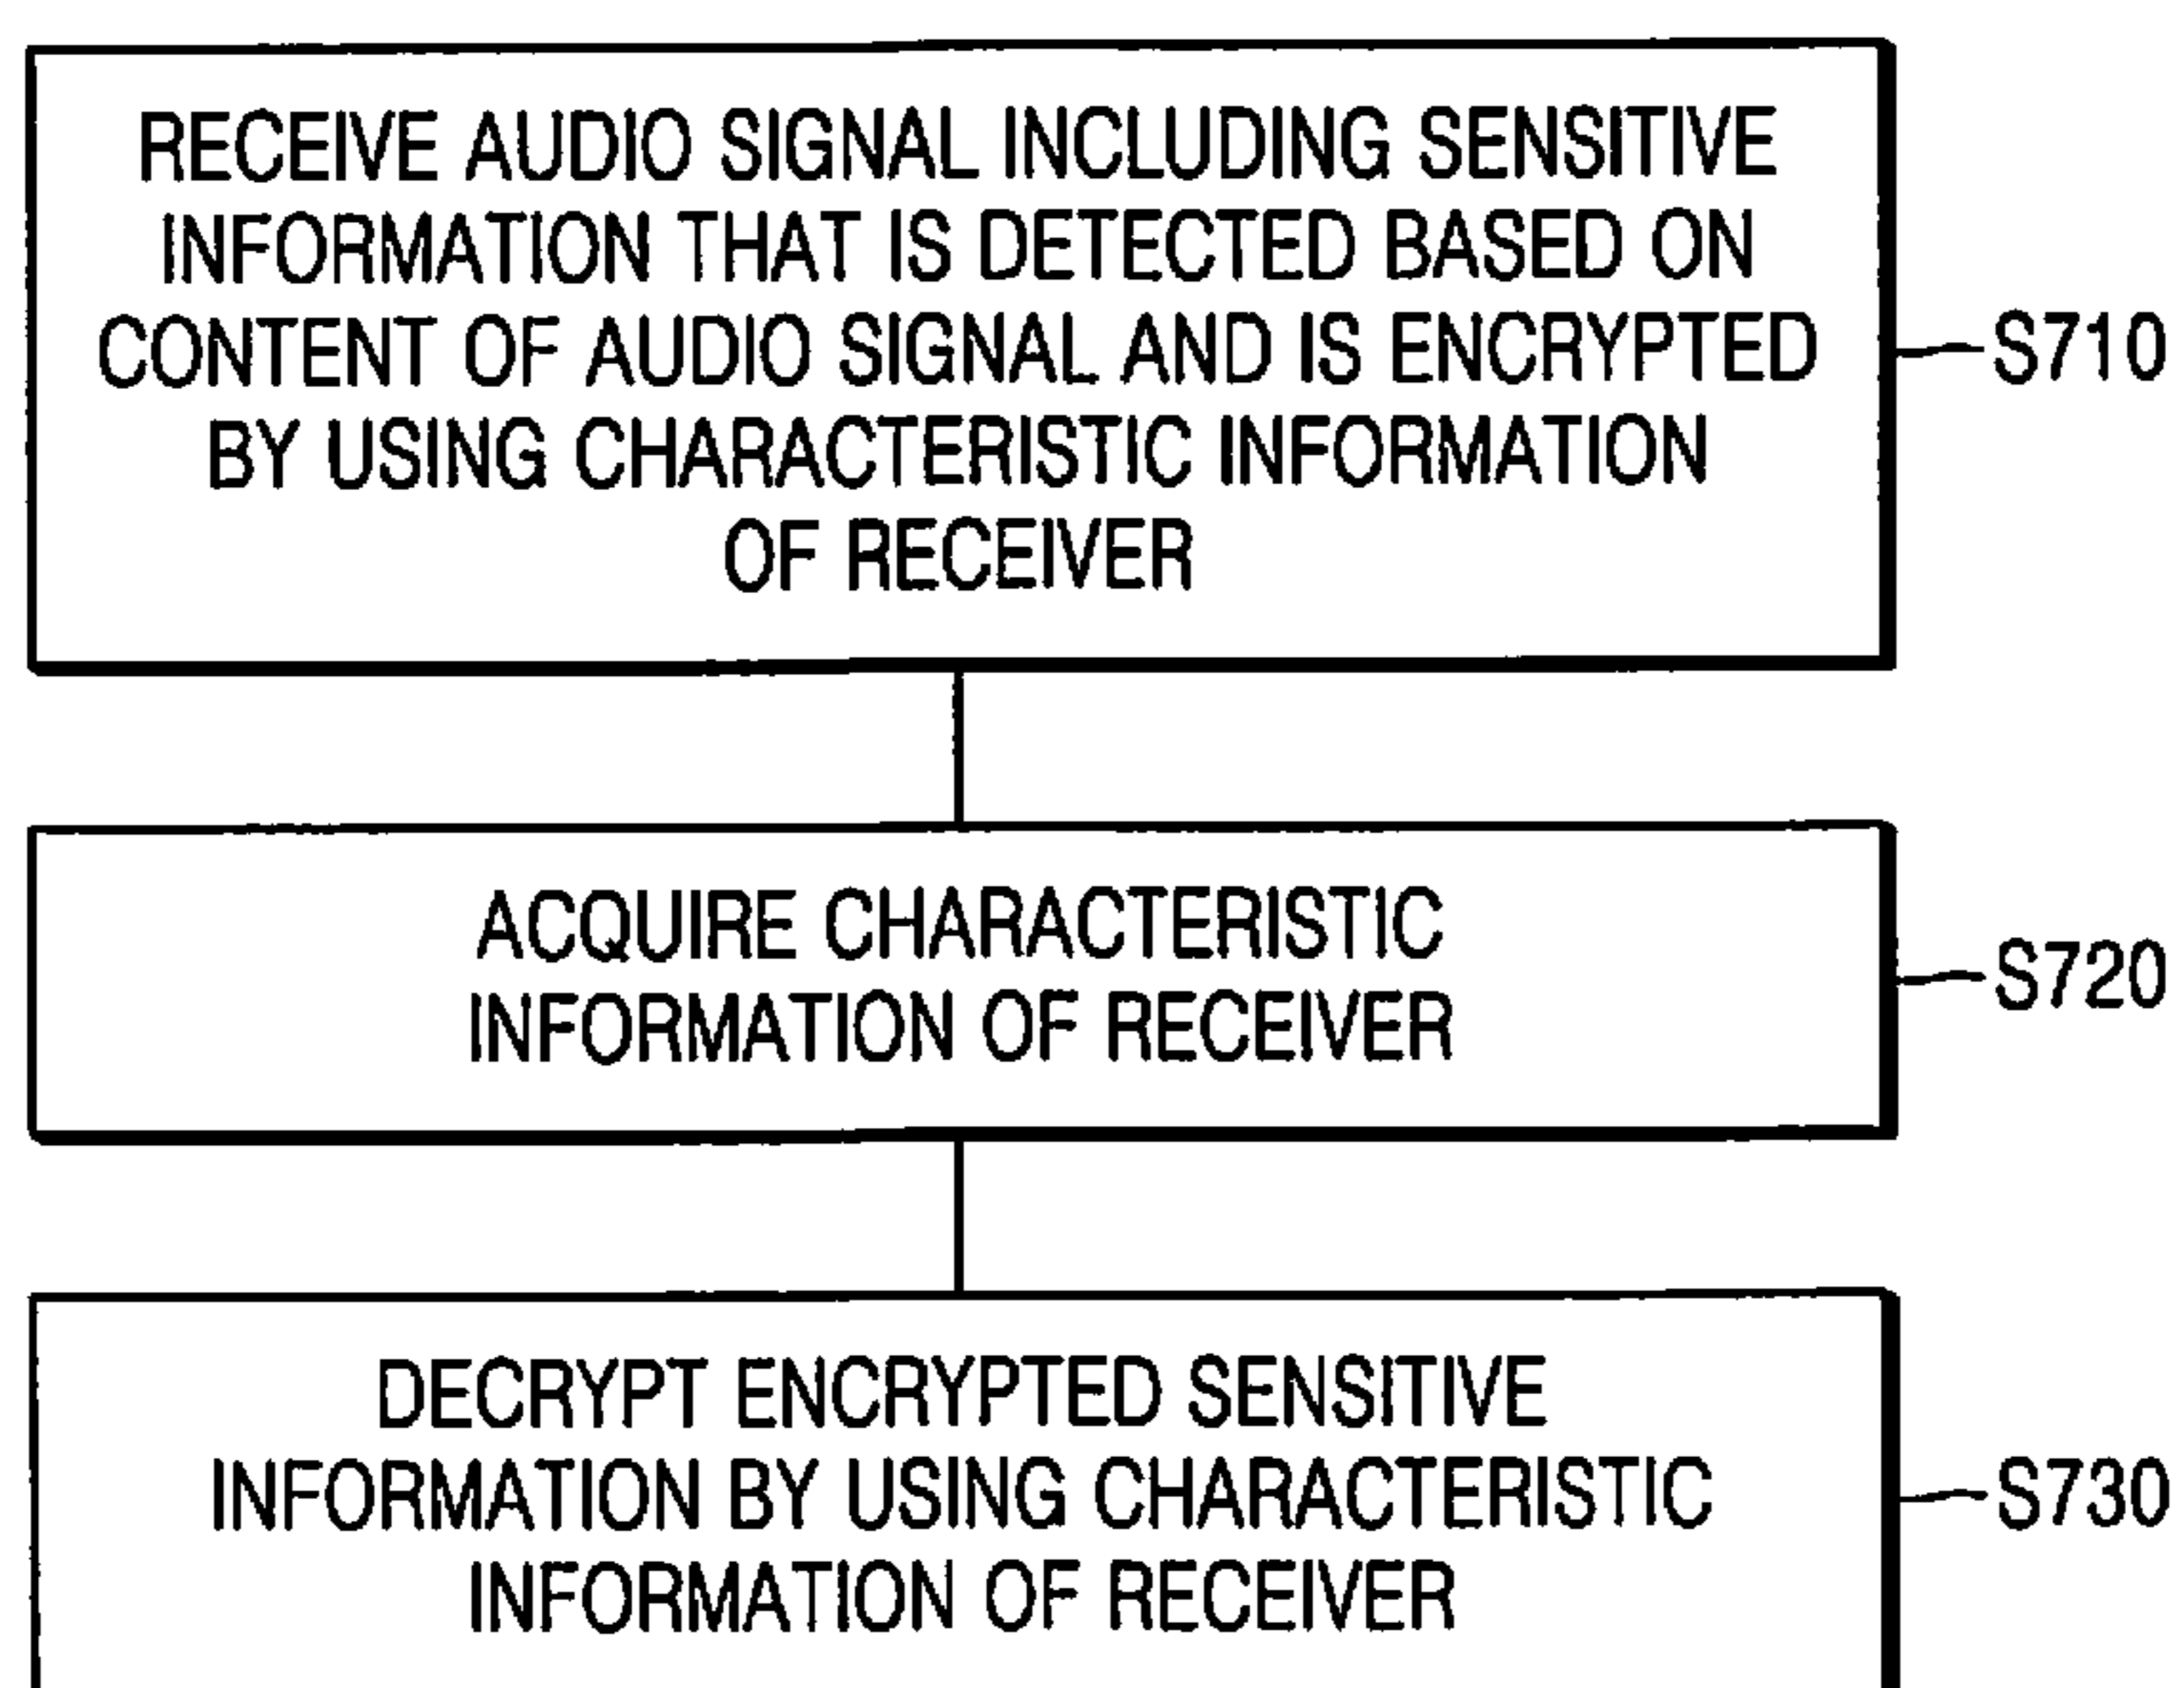 RECEIVE AUDIO SIGNAL INCLUDING SENSITIVE
INFORMATION THAT IS DETECTED BASED ON
CONTENT OF AUDIO SIGNAL AND IS ENCRYPTED
BY USING CHARACTERISTIC INFORMATION
OF RECEIVER
S710
ACQUIRE CHARACTERISTIC
INFORMATION OF RECEIVER
S720
DECRYPT ENCRYPTED SENSITIVE
INFORMATION BY USING CHARACTERISTIC
INFORMATION OF RECEIVER
S730